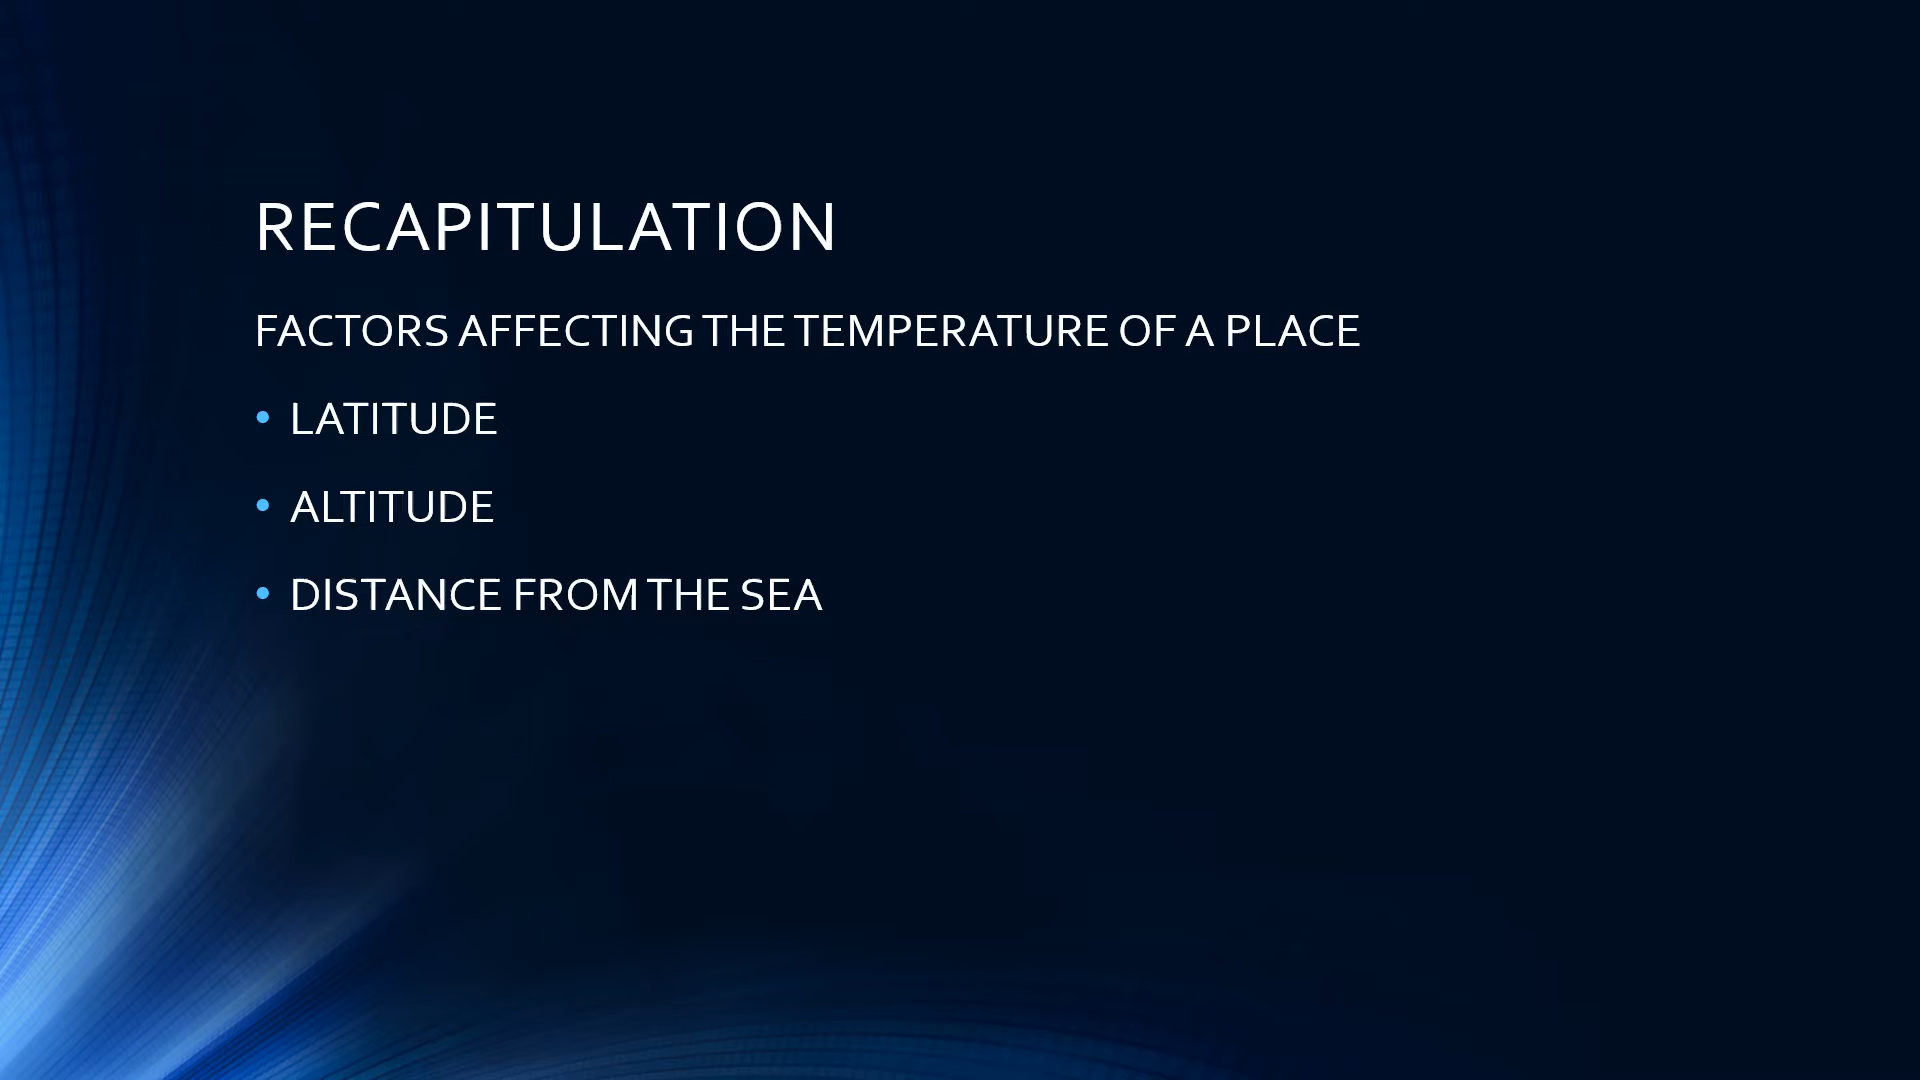 RECAPITULATION
FACTORS AFFECTING THE TEMPERATURE OF A PLACE
• LATITUDE
• ALTITUDE
• DISTANCE FROM THE SEA